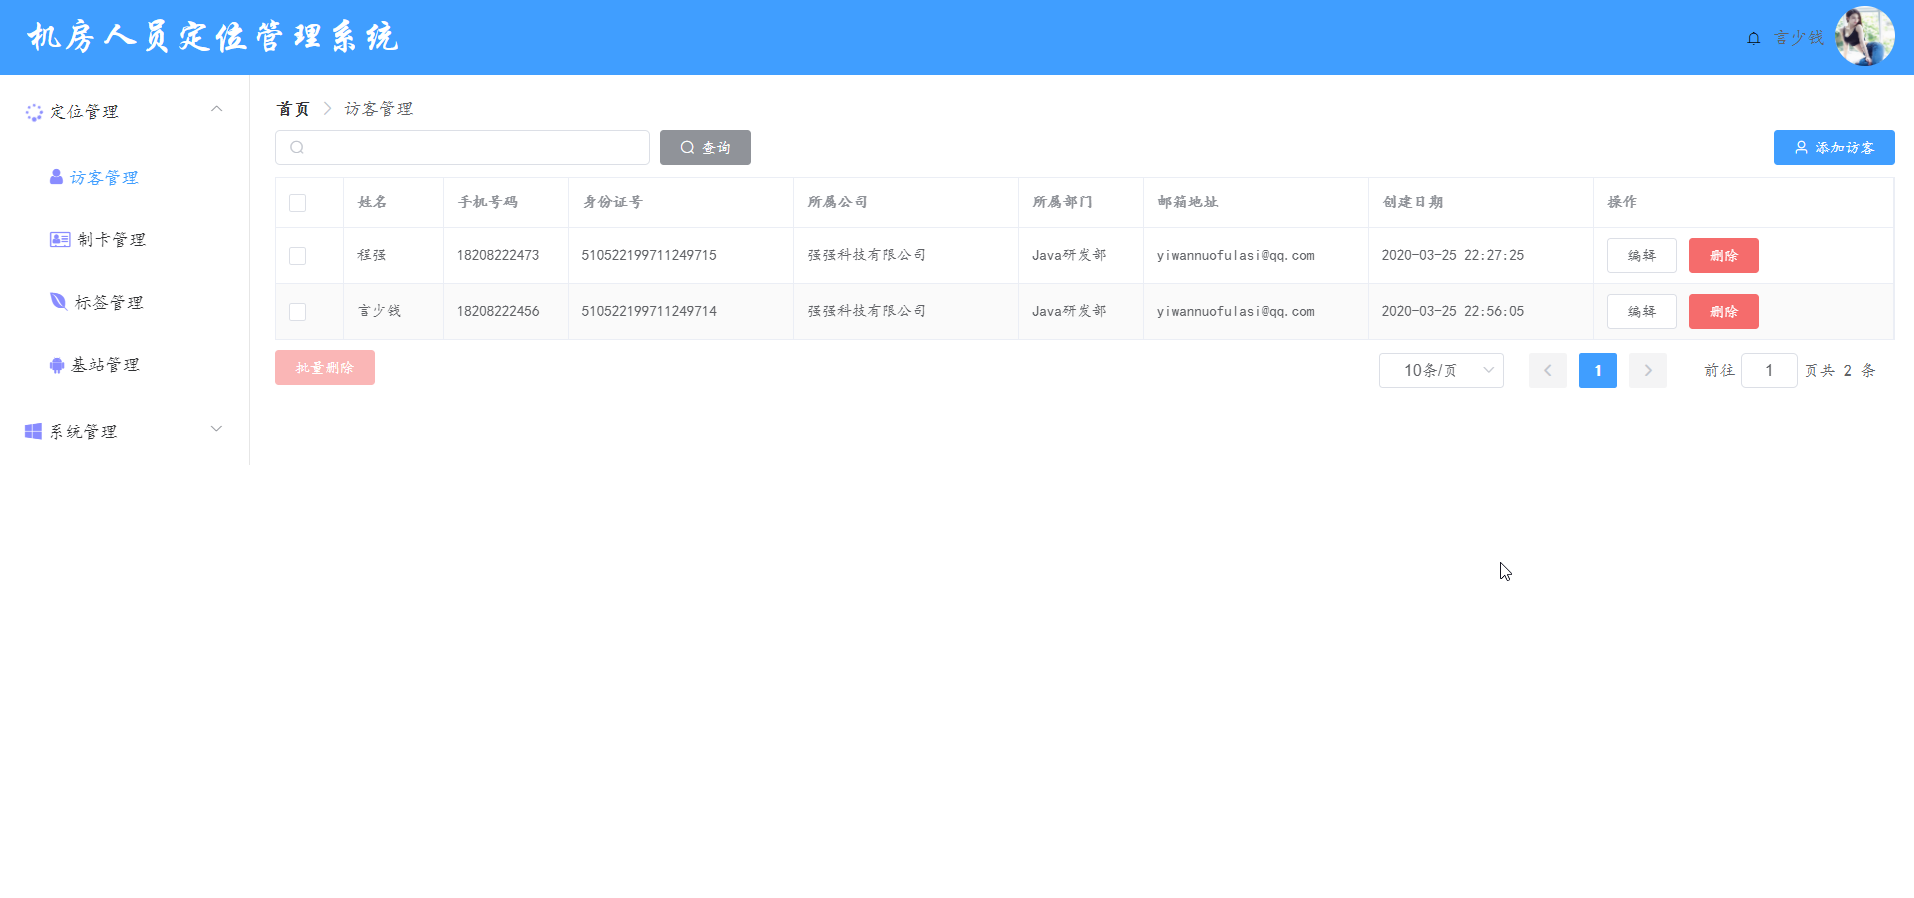 机房人员定位管理系统
言少钱
定位管理
访客管理
制卡管理
标签管理
基站管理
系统管理
首页 访客管理
查询
添加访客
姓名 手机号码 身份证号 所属公司 所属部门 邮箱地址 创建日期 操作
程强 18208222473 510522199711249715 强强科技有限公司 Java研发部 yiwannuofulasi@qq.com 2020-03-25 22:27:25 编辑 删除
言少钱 18208222456 510522199711249714 强强科技有限公司 Java研发部 yiwannuofulasi@qq.com 2020-03-25 22:56:05 编辑 删除
批量删除 10条/页 1 前往 1 页共 2 条